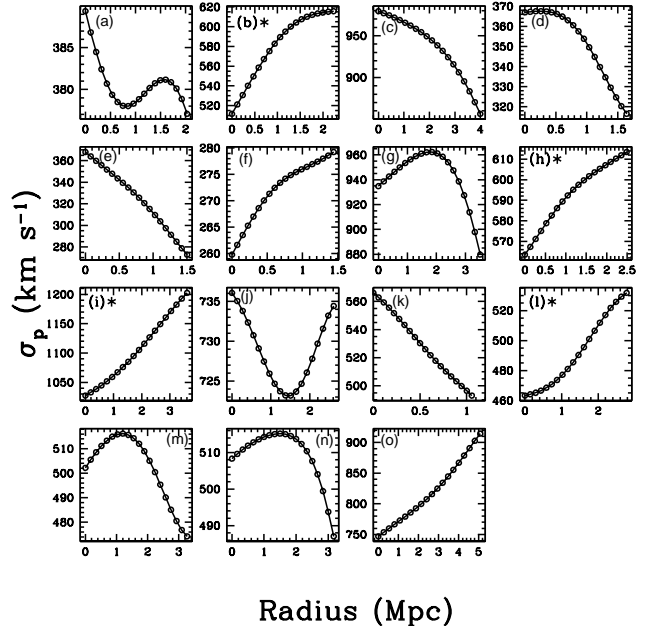 (a) (b)* (c) (d)
390 380
620 600 580 560 540 520
950 900
370 360 350 340 330 320
0 0.5 1 1.5 2
0 0.5 1 1.5 2
0 1 2 3 4
0 0.5 1 1.5
(e) (f) (g) (h)*
360 340 320 300 280
280 275 270 265 260
960 940 920 900 880
610 600 590 580 570
0 0.5 1 1.5
0 0.5 1 1.5
0 1 2 3
0 0.5 1 1.5 2 2.5
(i)* (j) (k) (l)*
1200 1150 1100 1050
735 730 725
560 540 520 500
520 500 480 460
0 1 2 3
0 1 2
0 0.5 1
0 1 2
(m) (n) (o)
510 500 490 480
510 500 490
900 850 800 750
0 1 2 3
0 1 2 3
0 1 2 3 4 5
σp (km s⁻¹)
Radius (Mpc)